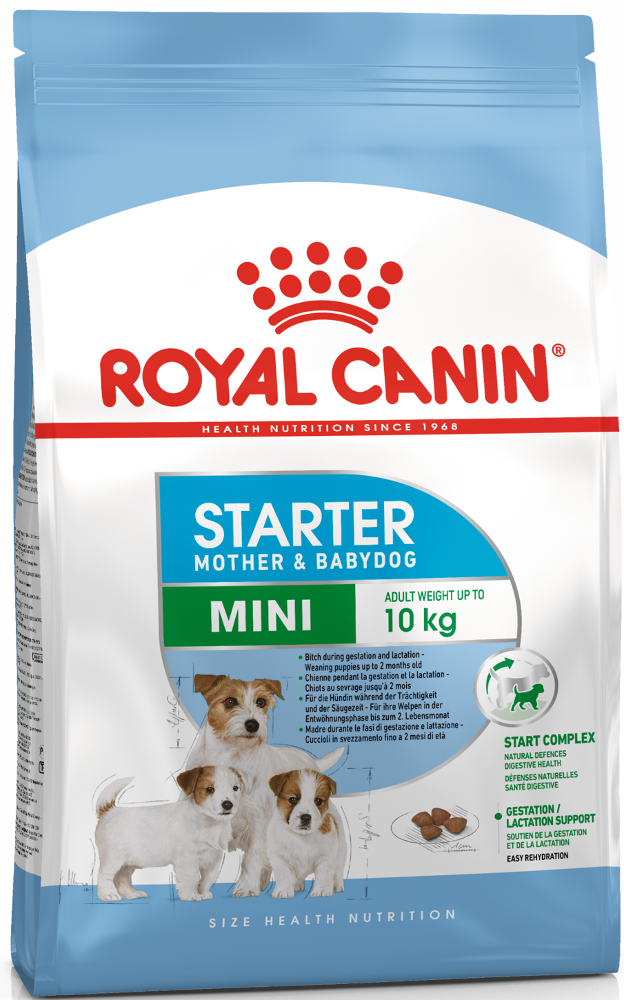 ROYAL CANIN®
HEALTH NUTRITION SINCE 1968
STARTER
MOTHER & BABYDOG
MINI
ADULT WEIGHT UP TO
10 kg
• Bitch during gestation and lactation -
Weaning puppies up to 2 months old
• Chienne pendant la gestation et la lactation -
Chiots au sevrage jusqu'à 2 mois
• Für die Hündin während der Trächtigkeit
und der Säugezeit - Für ihre Welpen in der
Entwöhnungsphase bis zum 2. Lebensmonat
• Madre durante le fasi di gestazione e lattazione -
Cuccioli in svezzamento fino a 2 mesi di età
START COMPLEX
NATURAL DEFENCES
DIGESTIVE HEALTH
DÉFENSES NATURELLES
SANTÉ DIGESTIVE
• GESTATION /
LACTATION SUPPORT
SOUTIEN DE LA GESTATION
ET DE LA LACTATION
EASY REHYDRATION
1cm
SIZE HEALTH NUTRITION